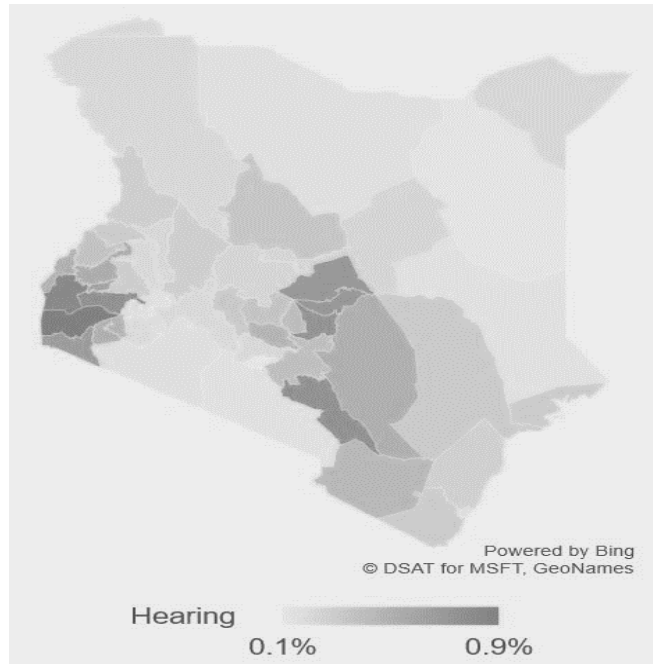 Powered by Bing
© DSAT for MSFT, GeoNames
Hearing
0.1%
0.9%